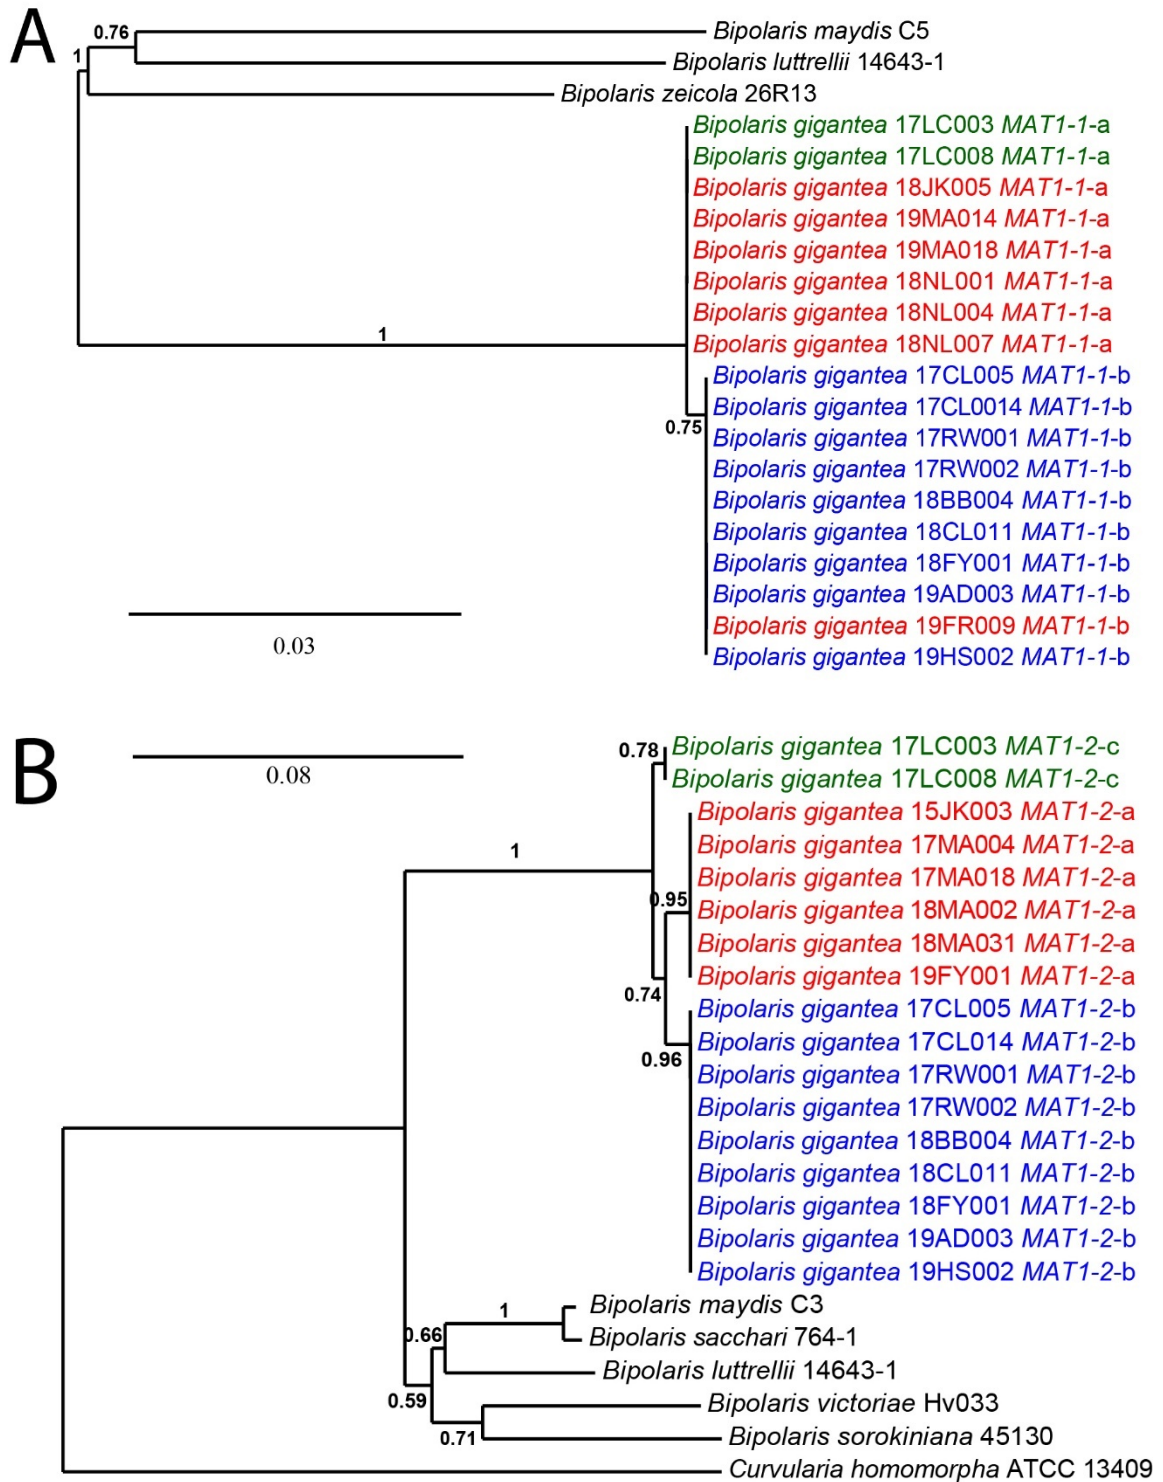 A
0.76
Bipolaris maydis C5
1
Bipolaris luttrellii 14643-1
Bipolaris zeicola 26R13
Bipolaris gigantea 17LC003 MAT1-1-a
Bipolaris gigantea 17LC008 MAT1-1-a
Bipolaris gigantea 18JK005 MAT1-1-a
Bipolaris gigantea 19MA014 MAT1-1-a
Bipolaris gigantea 19MA018 MAT1-1-a
Bipolaris gigantea 18NL001 MAT1-1-a
Bipolaris gigantea 18NL004 MAT1-1-a
1
Bipolaris gigantea 18NL007 MAT1-1-a
Bipolaris gigantea 17CL005 MAT1-1-b
Bipolaris gigantea 17CL0014 MAT1-1-b
0.75
Bipolaris gigantea 17RW001 MAT1-1-b
Bipolaris gigantea 17RW002 MAT1-1-b
Bipolaris gigantea 18BB004 MAT1-1-b
Bipolaris gigantea 18CL011 MAT1-1-b
Bipolaris gigantea 18FY001 MAT1-1-b
Bipolaris gigantea 19AD003 MAT1-1-b
Bipolaris gigantea 19FR009 MAT1-1-b
0.03
Bipolaris gigantea 19HS002 MAT1-1-b
B
0.08
0.78
Bipolaris gigantea 17LC003 MAT1-2-c
Bipolaris gigantea 17LC008 MAT1-2-c
Bipolaris gigantea 15JK003 MAT1-2-a
Bipolaris gigantea 17MA004 MAT1-2-a
1
Bipolaris gigantea 17MA018 MAT1-2-a
0.95
Bipolaris gigantea 18MA002 MAT1-2-a
Bipolaris gigantea 18MA031 MAT1-2-a
Bipolaris gigantea 19FY001 MAT1-2-a
0.74
Bipolaris gigantea 17CL005 MAT1-2-b
Bipolaris gigantea 17CL014 MAT1-2-b
0.96
Bipolaris gigantea 17RW001 MAT1-2-b
Bipolaris gigantea 17RW002 MAT1-2-b
Bipolaris gigantea 18BB004 MAT1-2-b
Bipolaris gigantea 18CL011 MAT1-2-b
Bipolaris gigantea 18FY001 MAT1-2-b
Bipolaris gigantea 19AD003 MAT1-2-b
Bipolaris gigantea 19HS002 MAT1-2-b
1
Bipolaris maydis C3
0.66
Bipolaris sacchari 764-1
Bipolaris luttrellii 14643-1
0.59
Bipolaris victoriae Hv033
0.71
Bipolaris sorokiniana 45130
Curvularia homomorpha ATCC 13409